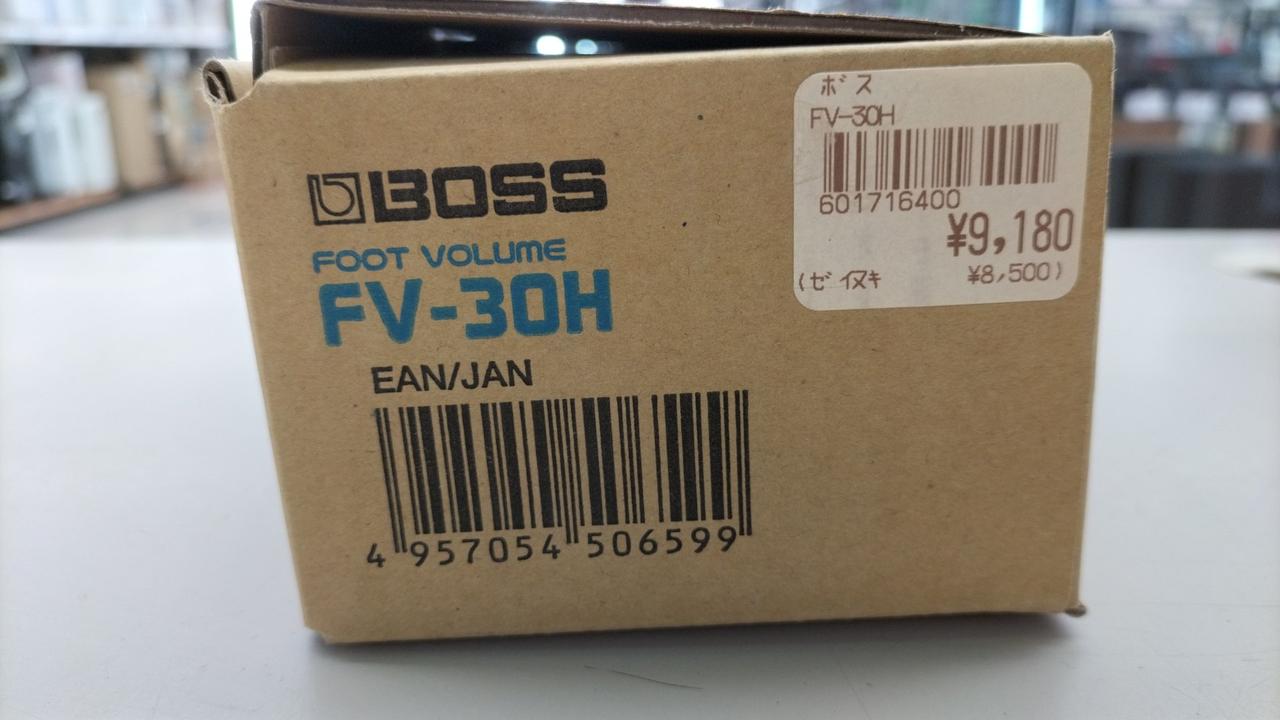 BOSS
FOOT VOLUME
FV-30H
EAN/JAN
4 957054 506599
ボス
FV-30H
601716400
¥9,180
(ゼイヌキ ¥8,500)